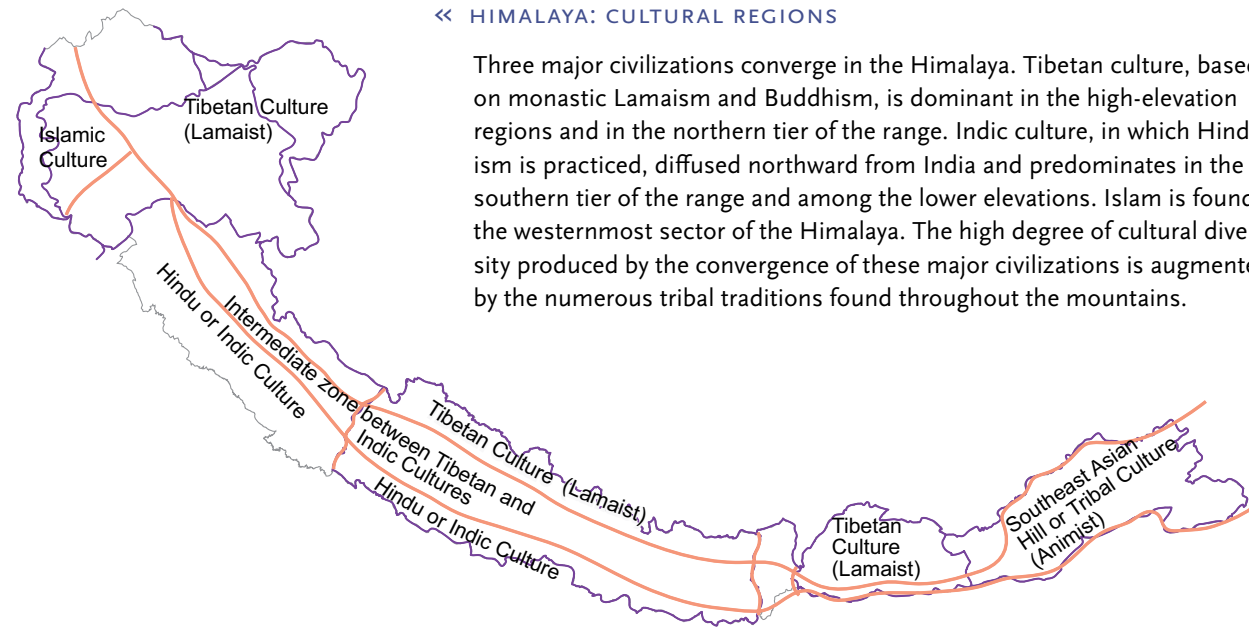 « HIMALAYA: CULTURAL REGIONS
Three major civilizations converge in the Himalaya. Tibetan culture, based
on monastic Lamaism and Buddhism, is dominant in the high-elevation
regions and in the northern tier of the range. Indic culture, in which Hindu-
ism is practiced, diffused northward from India and predominates in the
southern tier of the range and among the lower elevations. Islam is found
the westernmost sector of the Himalaya. The high degree of cultural diver-
sity produced by the convergence of these major civilizations is augmented
by the numerous tribal traditions found throughout the mountains.
Tibetan Culture
(Lamaist)
Islamic
Culture
Hindu or Indic Culture
Intermediate zone between Tibetan and
Indic Cultures
Tibetan Culture (Lamaist)
Hindu or Indic Culture
Tibetan
Culture
(Lamaist)
Southeast Asian
Hill or Tribal Culture
(Animist)